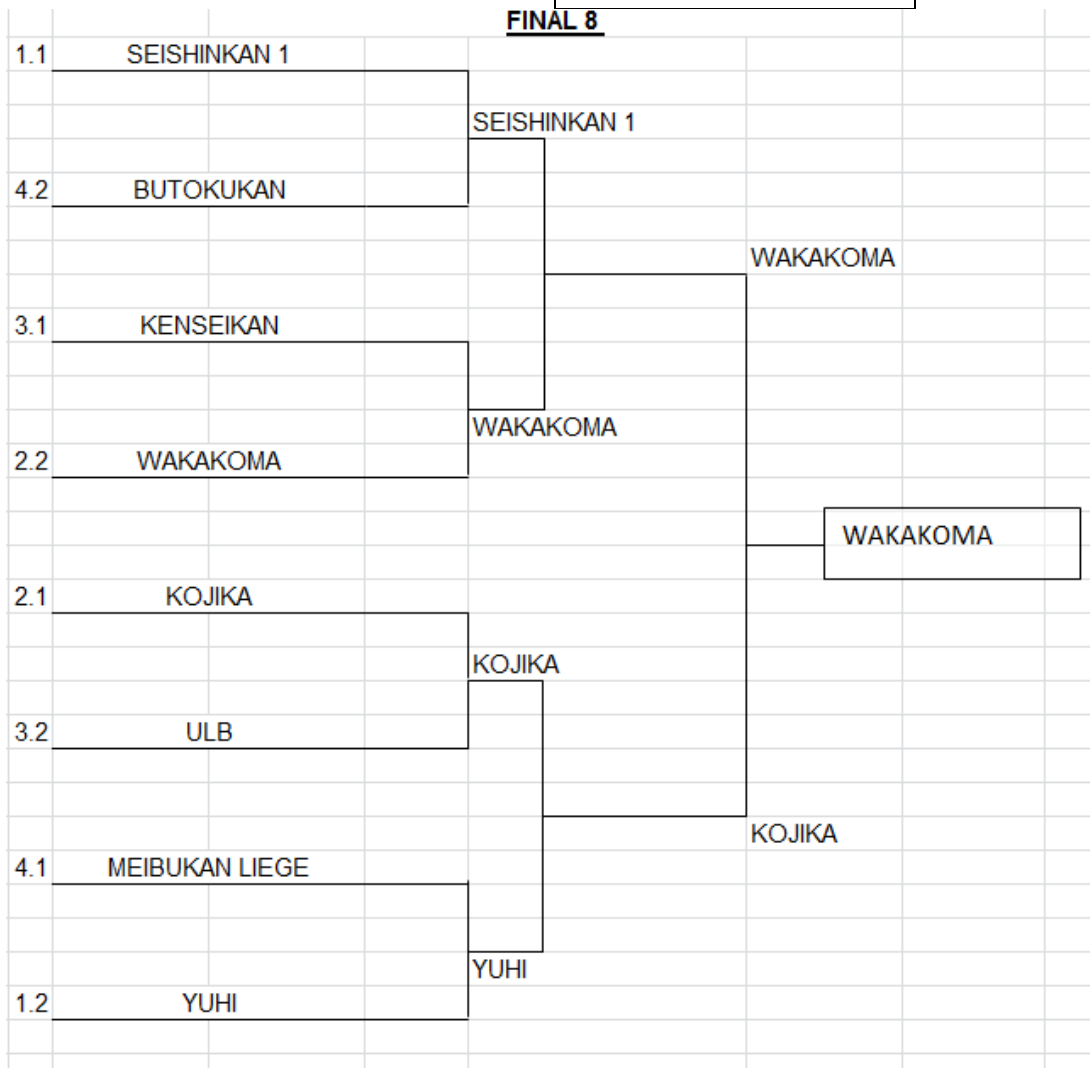 FINAL 8
1.1 SEISHINKAN 1
SEISHINKAN 1
4.2 BUTOKUKAN
WAKAKOMA
3.1 KENSEIKAN
WAKAKOMA
2.2 WAKAKOMA
WAKAKOMA
2.1 KOJIKA
KOJIKA
3.2 ULB
KOJIKA
4.1 MEIBUKAN LIEGE
YUHI
1.2 YUHI